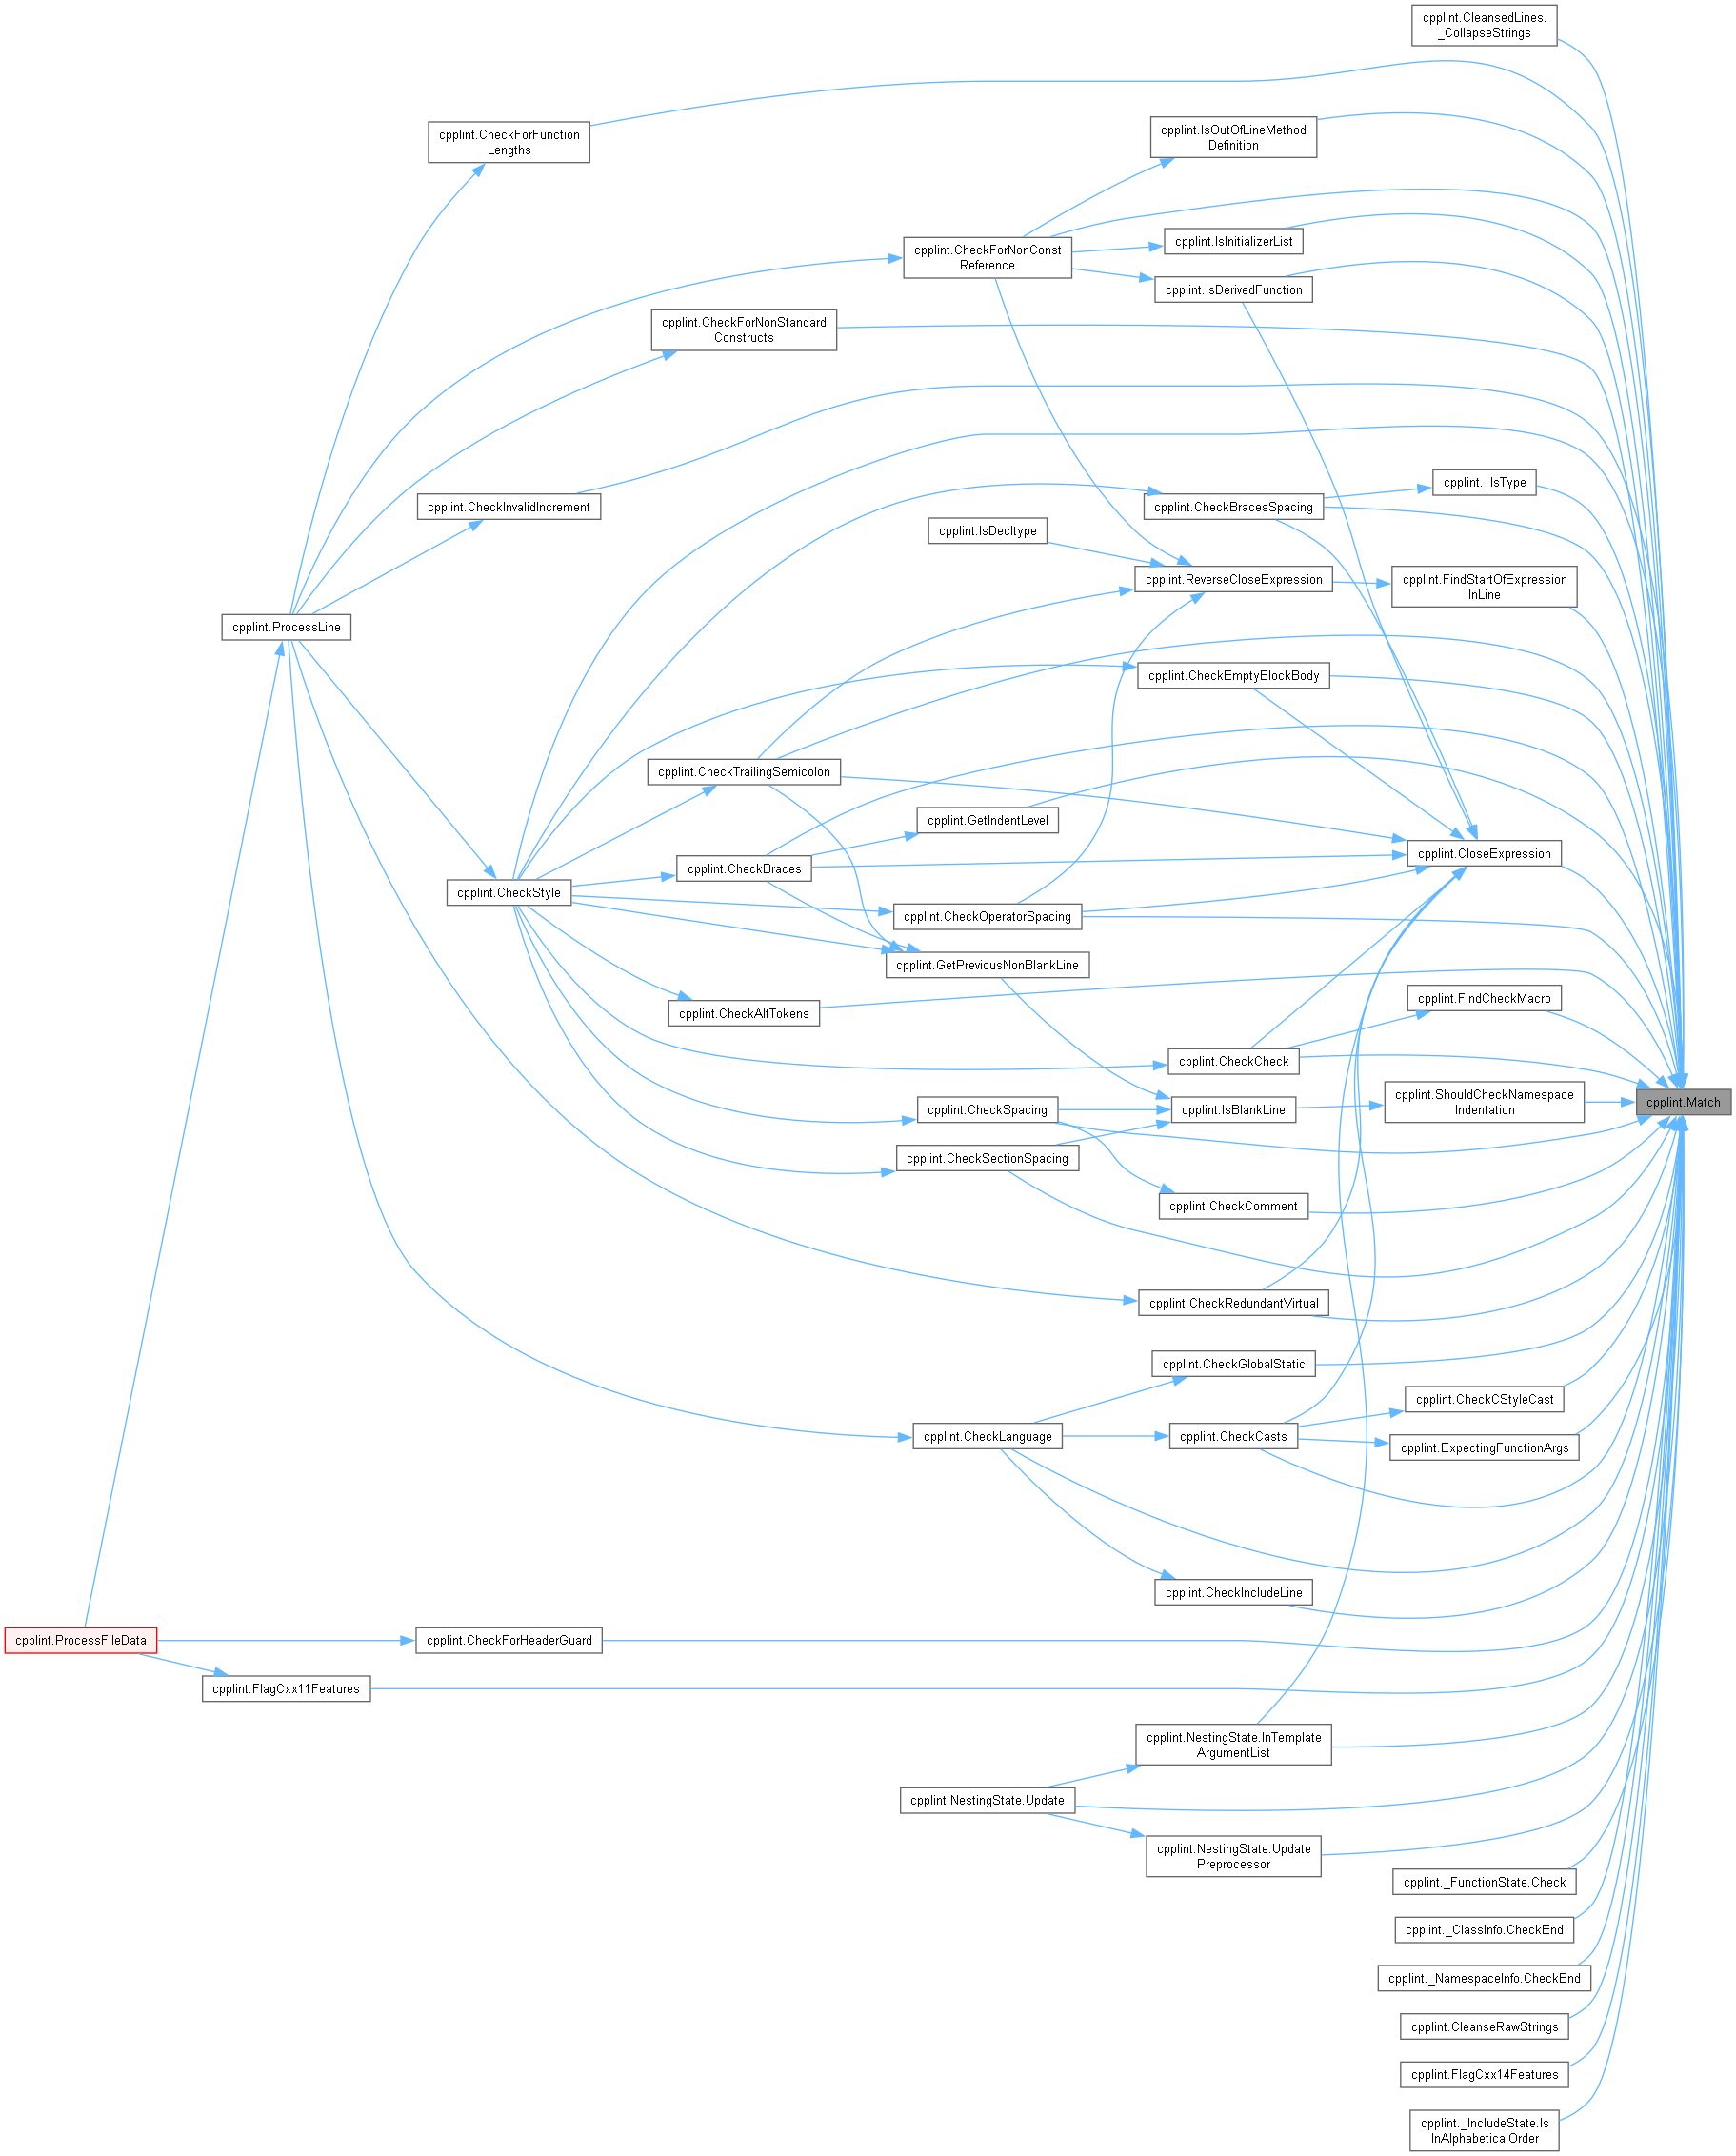 cpplint.CleansedLines.
_CollapseStrings
cpplint.CheckForFunction
Lengths
cpplint.IsOutOfLineMethod
Definition
cpplint.CheckForNonConst
Reference
cpplint.IsInitializerList
cpplint.IsDerivedFunction
cpplint.CheckForNonStandard
Constructs
cpplint._IsType
cpplint.CheckInvalidIncrement
cpplint.CheckBracesSpacing
cpplint.IsDecltype
cpplint.ReverseCloseExpression
cpplint.FindStartOfExpression
InLine
cpplint.ProcessLine
cpplint.CheckEmptyBlockBody
cpplint.CheckTrailingSemicolon
cpplint.GetIndentLevel
cpplint.CloseExpression
cpplint.CheckBraces
cpplint.CheckStyle
cpplint.CheckOperatorSpacing
cpplint.GetPreviousNonBlankLine
cpplint.FindCheckMacro
cpplint.CheckAltTokens
cpplint.CheckCheck
cpplint.ShouldCheckNamespace
Indentation
cpplint.Match
cpplint.CheckSpacing
cpplint.IsBlankLine
cpplint.CheckSectionSpacing
cpplint.CheckComment
cpplint.CheckRedundantVirtual
cpplint.CheckGlobalStatic
cpplint.CheckCStyleCast
cpplint.CheckLanguage
cpplint.CheckCasts
cpplint.ExpectingFunctionArgs
cpplint.CheckIncludeLine
cpplint.ProcessFileData
cpplint.CheckForHeaderGuard
cpplint.FlagCxx11Features
cpplint.NestingState.InTemplate
ArgumentList
cpplint.NestingState.Update
cpplint.NestingState.Update
Preprocessor
cpplint._FunctionState.Check
cpplint._ClassInfo.CheckEnd
cpplint._NamespaceInfo.CheckEnd
cpplint.CleanseRawStrings
cpplint.FlagCxx14Features
cpplint._IncludeState.Is
InAlphabeticalOrder